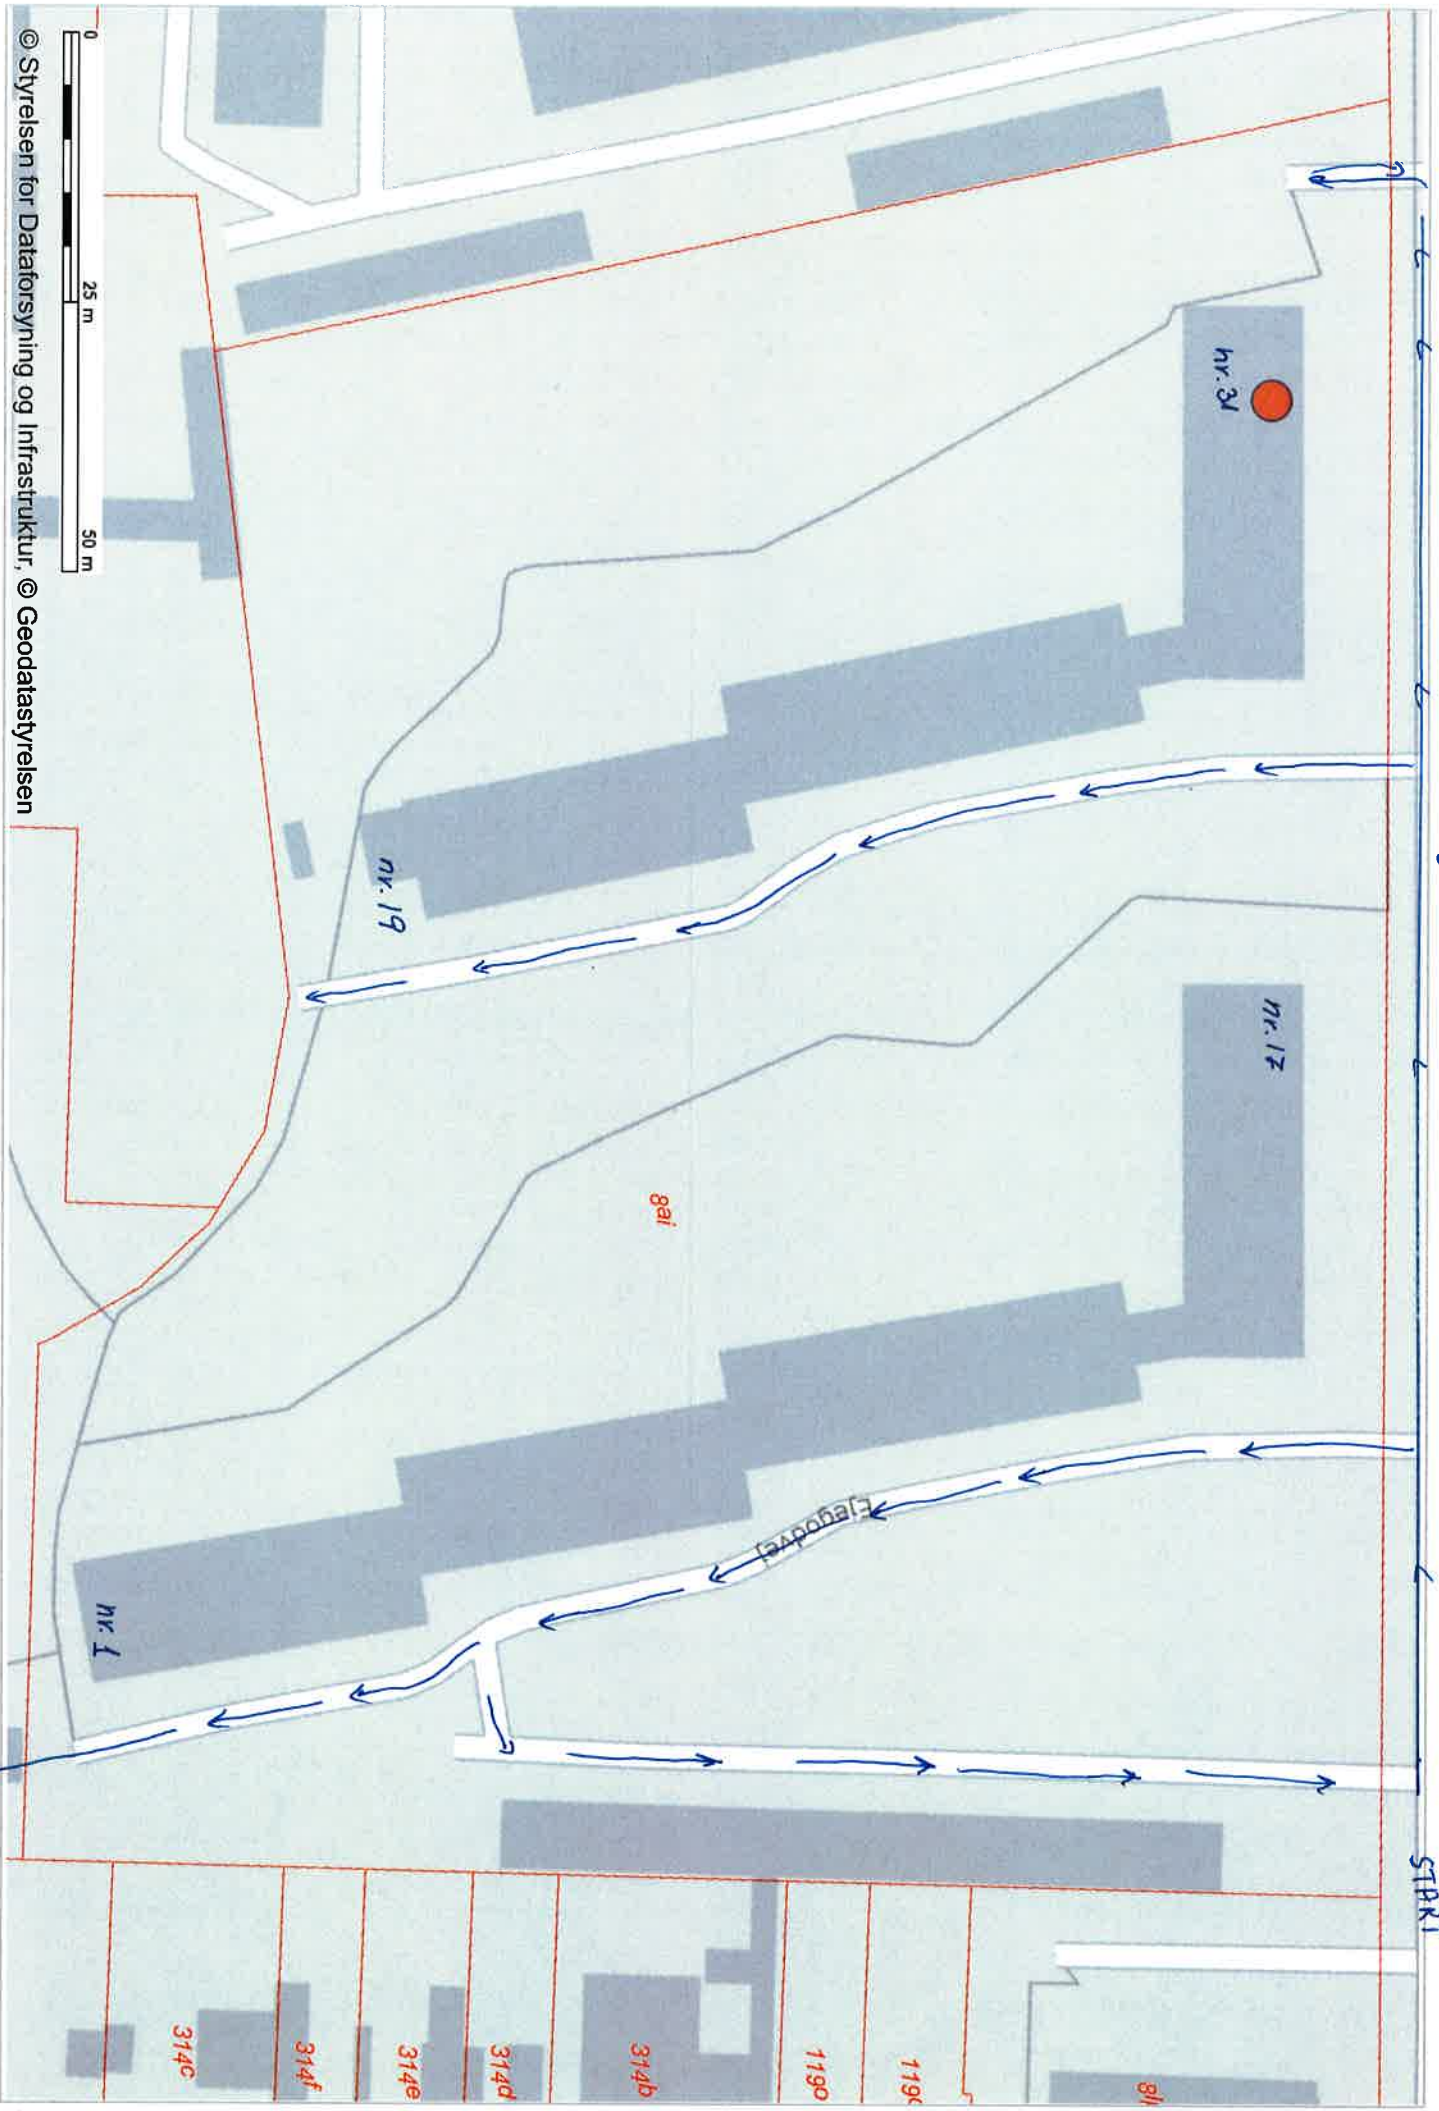 START
nr. 31
nr. 17
nr. 19
nr. 1
Ejegodvej
8ai
314c
314f
314e
314d
314b
119o
0
25 m
50 m
© Styrelsen for Dataforsyning og Infrastruktur, © Geodatastyrelsen